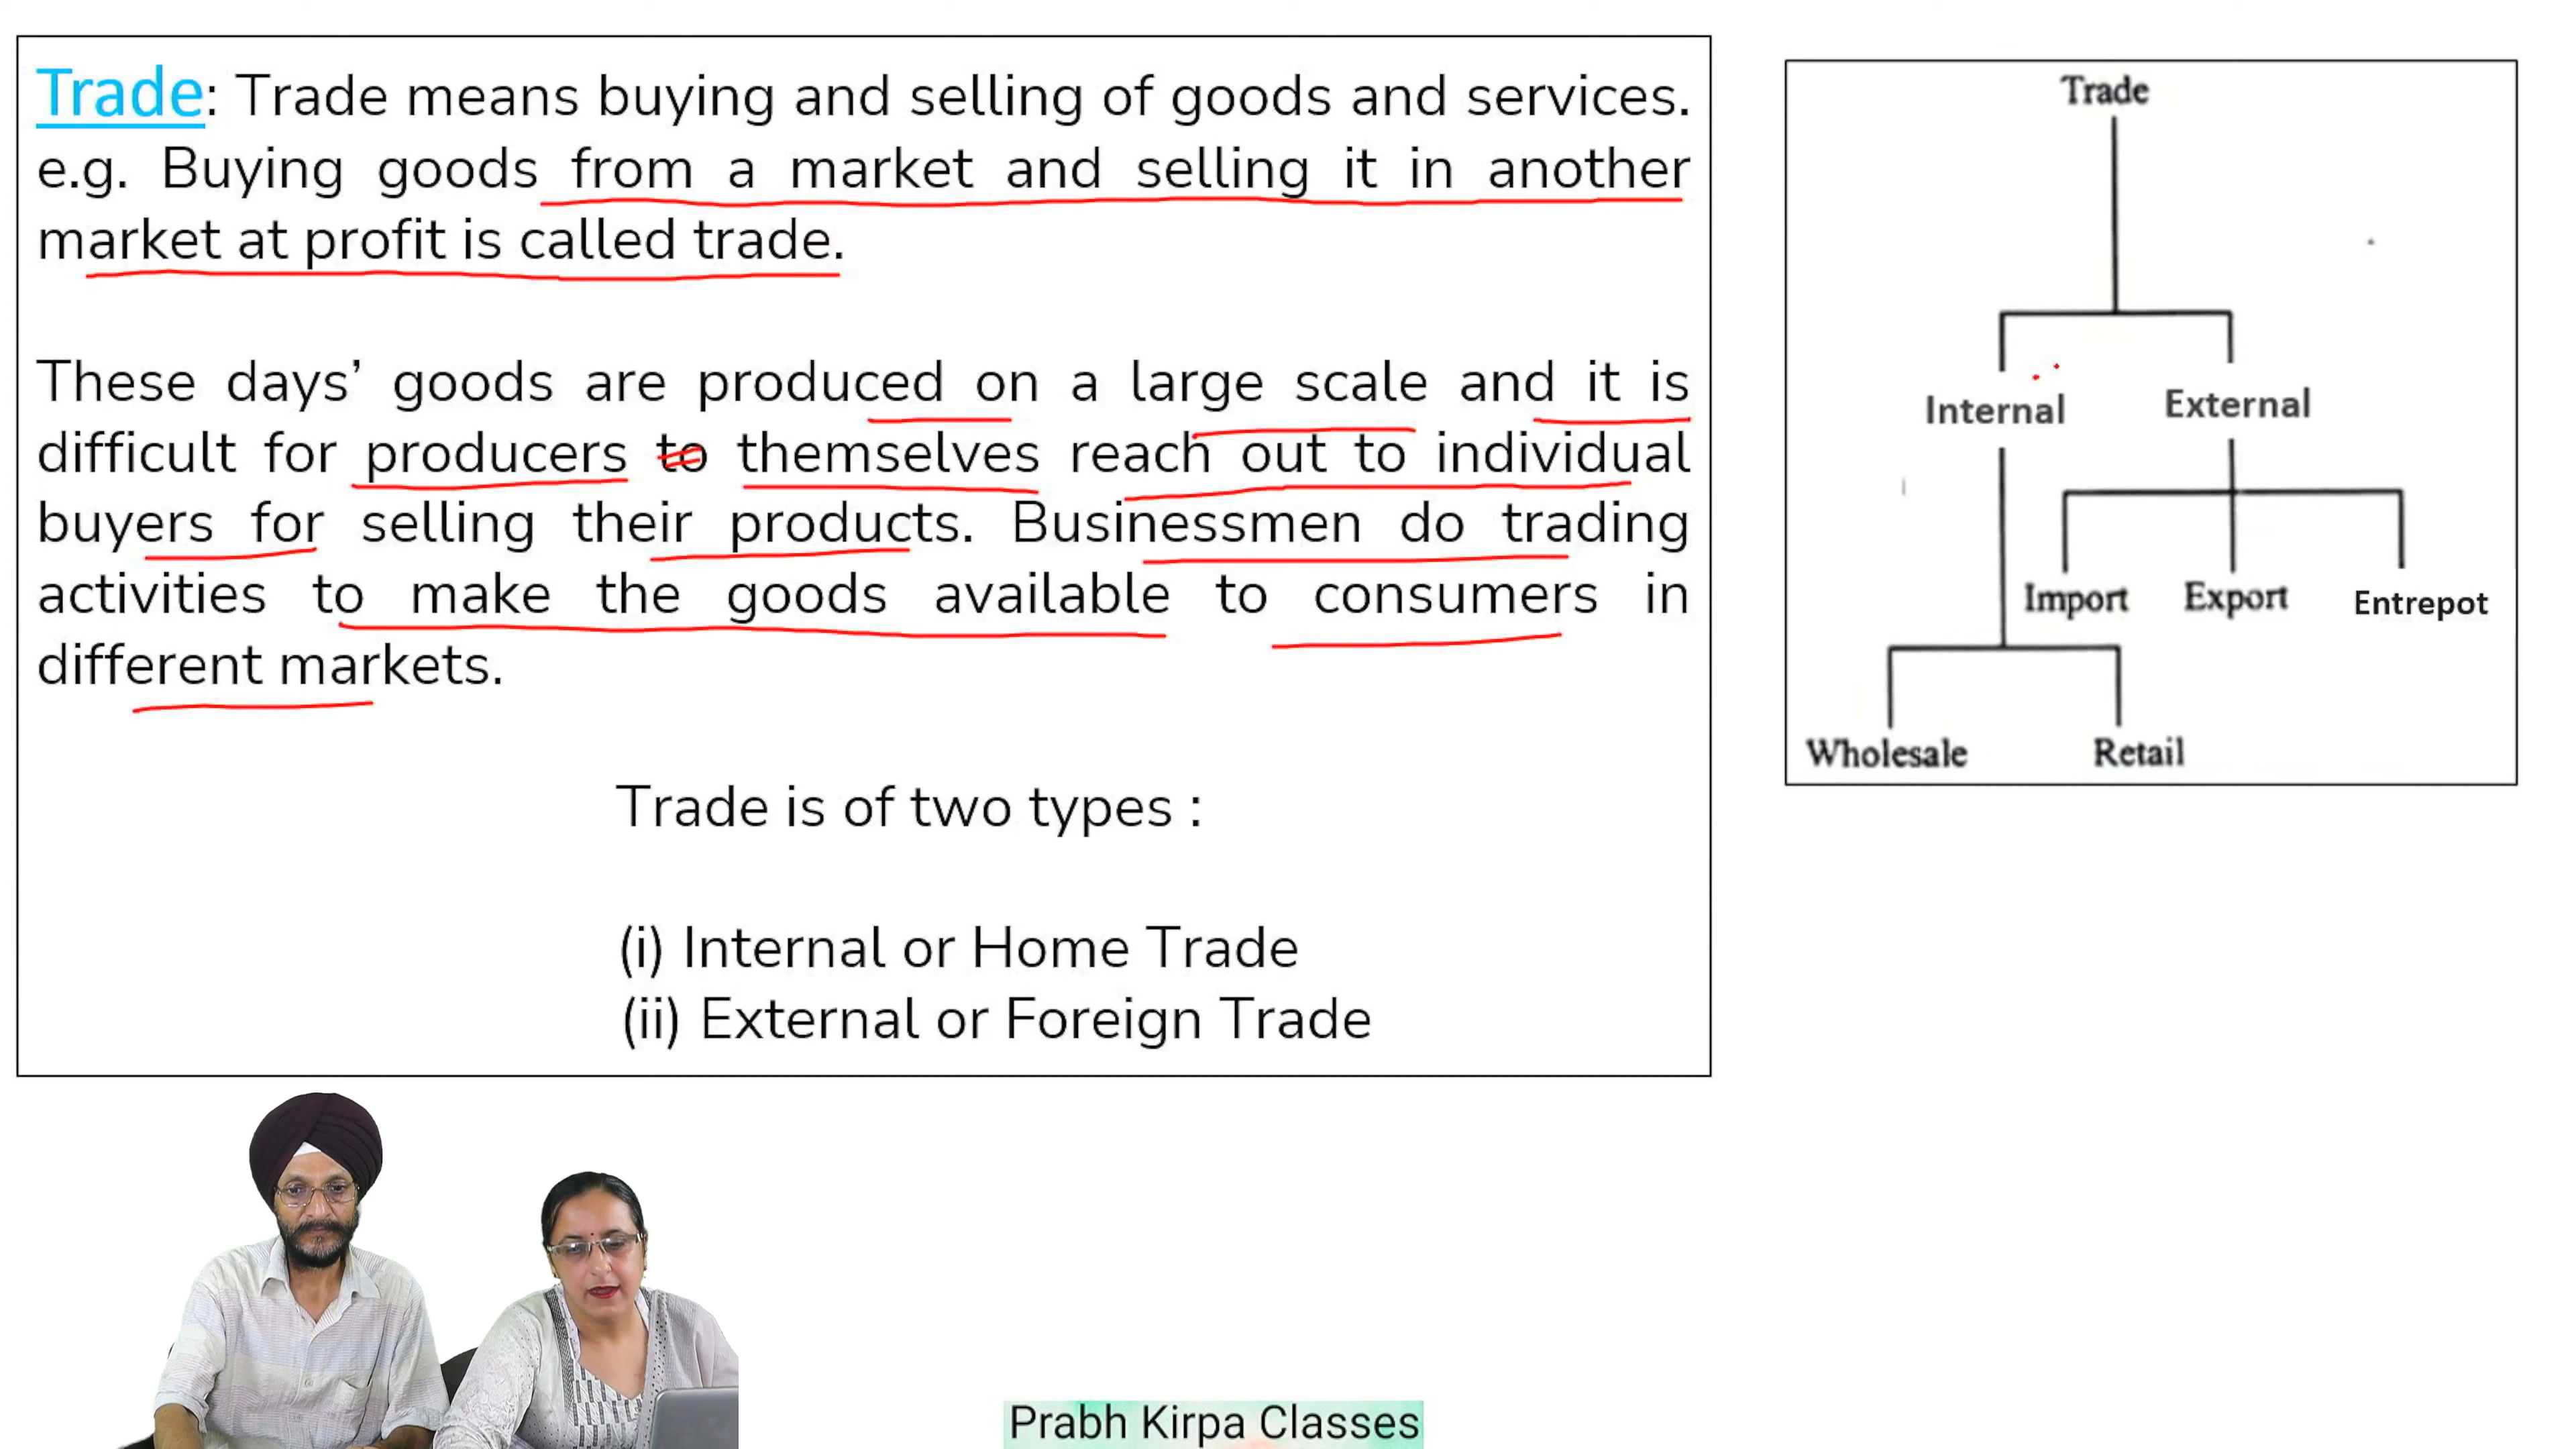 Trade: Trade means buying and selling of goods and services.
e.g. Buying goods from a market and selling it in another
market at profit is called trade.
These days’ goods are produced on a large scale and it is
difficult for producers to themselves reach out to individual
buyers for selling their products. Businessmen do trading
activities to make the goods available to consumers in
different markets.
Trade is of two types :
(i) Internal or Home Trade
(ii) External or Foreign Trade
Trade
Internal External
Import Export Entrepot
Wholesale Retail
Prabh Kirpa Classes